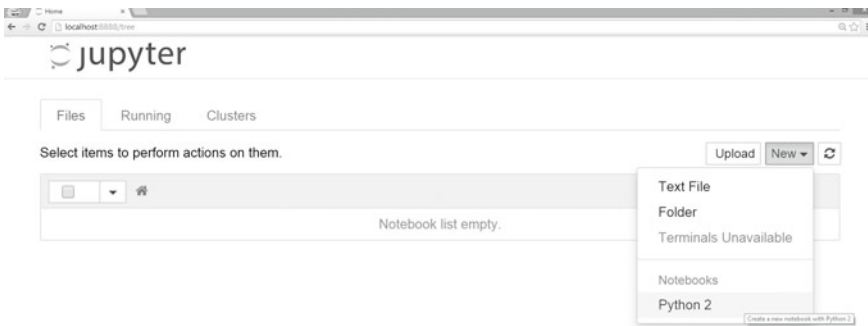 Home
localhost:8888/tree
jupyter
Files Running Clusters
Select items to perform actions on them.
Upload New
Text File
Folder
Notebook list empty.
Terminals Unavailable
Notebooks
Python 2
Create a new notebook with Python 2